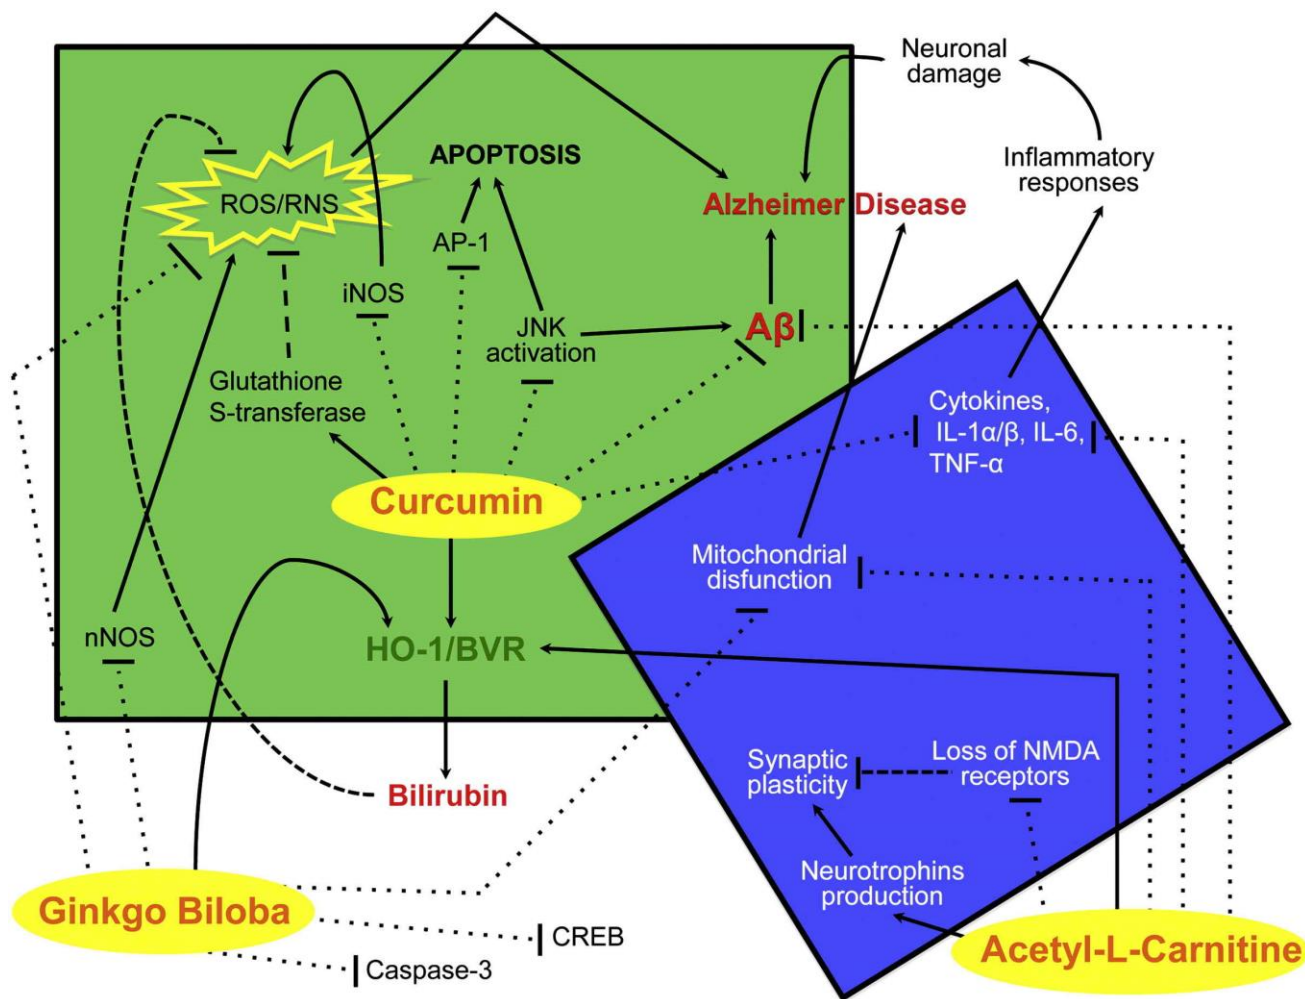 Neuronal
damage
Inflammatory
responses
APOPTOSIS
ROS/RNS
Alzheimer Disease
AP-1
iNOS
JNK
activation
Aβ
Glutathione
S-transferase
Cytokines,
IL-1α/β, IL-6,
TNF-α
Curcumin
Mitochondrial
disfunction
nNOS
HO-1/BVR
Synaptic
plasticity
Loss of NMDA
receptors
Bilirubin
Neurotrophins
production
Ginkgo Biloba
CREB
Caspase-3
Acetyl-L-Carnitine